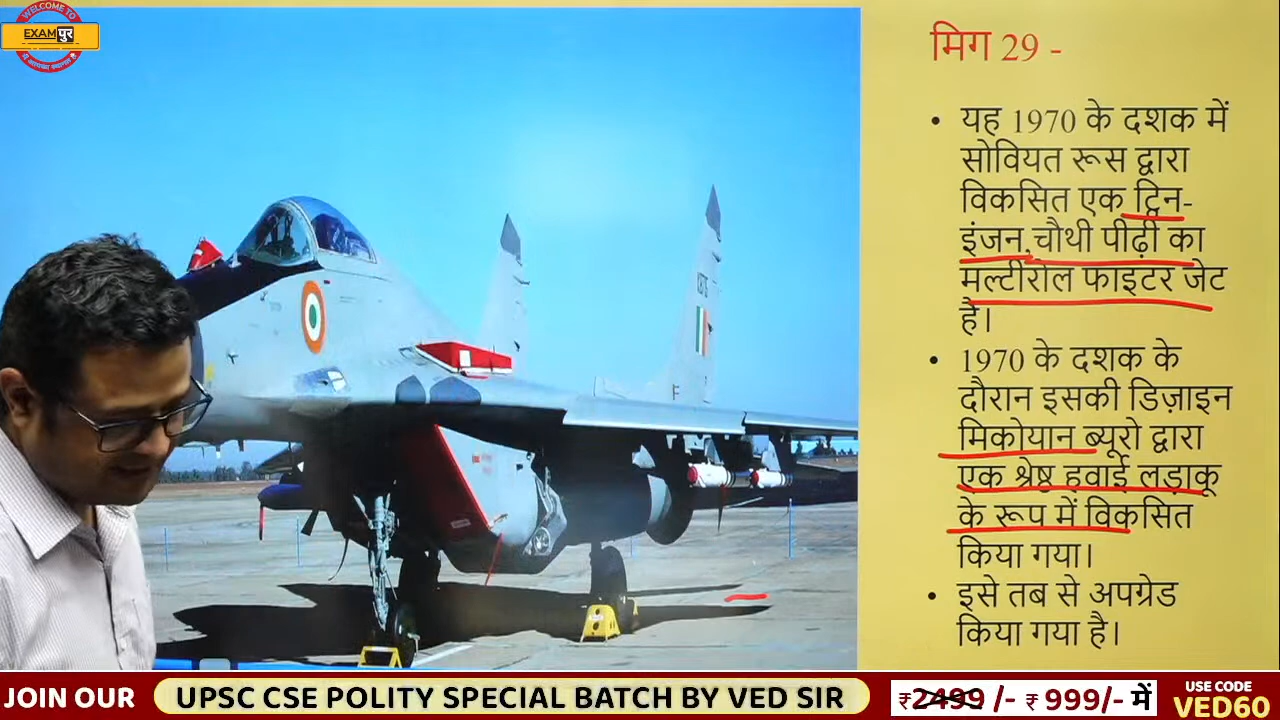 WELCOME TO
EXAMपुर
मिग 29 -
• यह 1970 के दशक में
सोवियत रूस द्वारा
विकसित एक ट्विन-
इंजन,चौथी पीढ़ी का
मल्टीरोल फाइटर जेट
है।
• 1970 के दशक के
दौरान इसकी डिज़ाइन
मिकोयान ब्यूरो द्वारा
एक श्रेष्ठ हवाई लड़ाकू
के रूप में विकसित
किया गया।
• इसे तब से अपग्रेड
किया गया है।
JOIN OUR
UPSC CSE POLITY SPECIAL BATCH BY VED SIR
₹2499 /- ₹ 999/- में
USE CODE
VED60